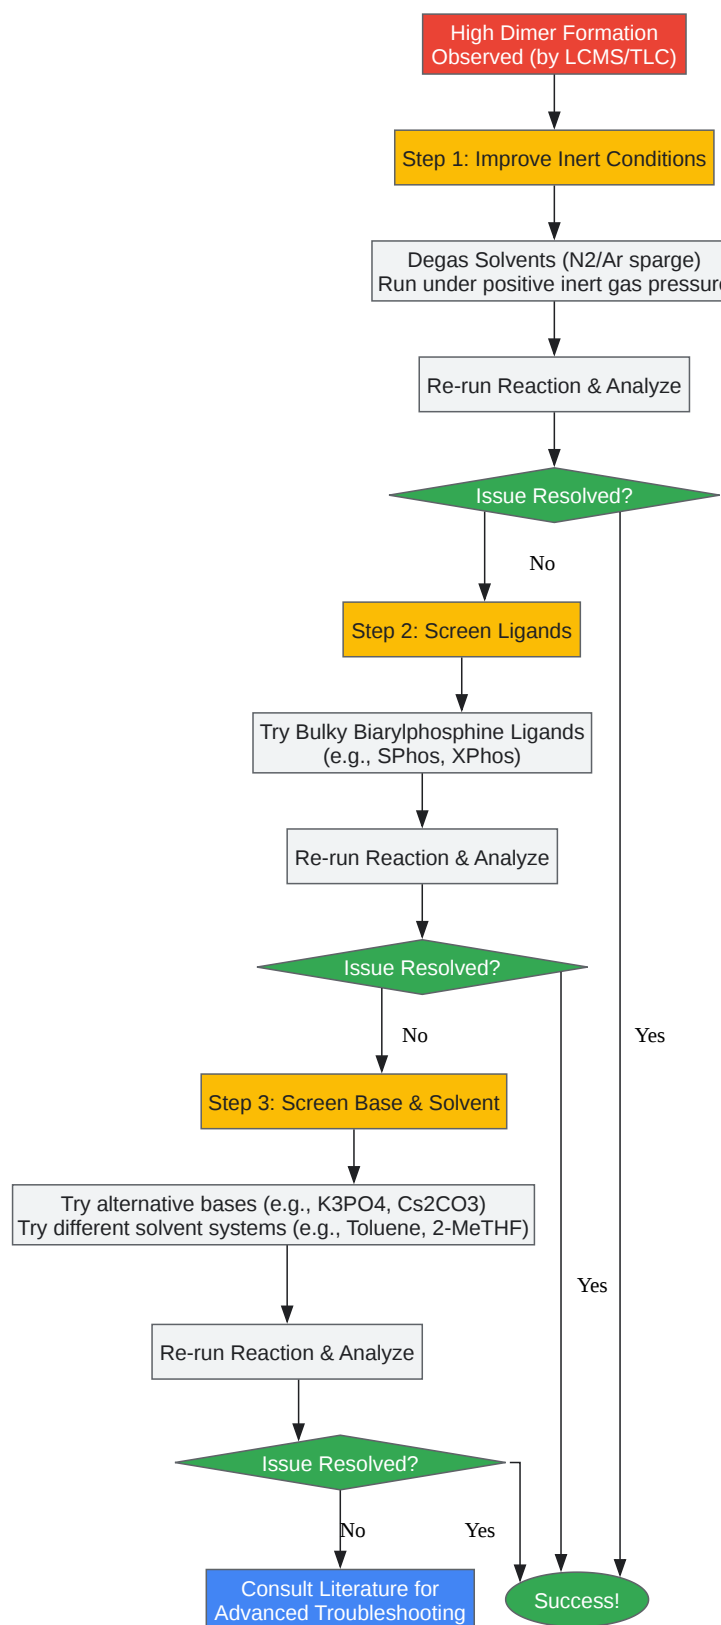 High Dimer Formation
Observed (by LCMS/TLC)
Step 1: Improve Inert Conditions
Degas Solvents (N2/Ar sparge)
Run under positive inert gas pressure
Re-run Reaction & Analyze
Issue Resolved?
No
Step 2: Screen Ligands
Try Bulky Biarylphosphine Ligands
(e.g., SPhos, XPhos)
Re-run Reaction & Analyze
Issue Resolved?
No
Yes
Step 3: Screen Base & Solvent
Try alternative bases (e.g., K3PO4, Cs2CO3)
Try different solvent systems (e.g., Toluene, 2-MeTHF)
Yes
Re-run Reaction & Analyze
Issue Resolved?
No
Yes
Consult Literature for
Advanced Troubleshooting
Success!